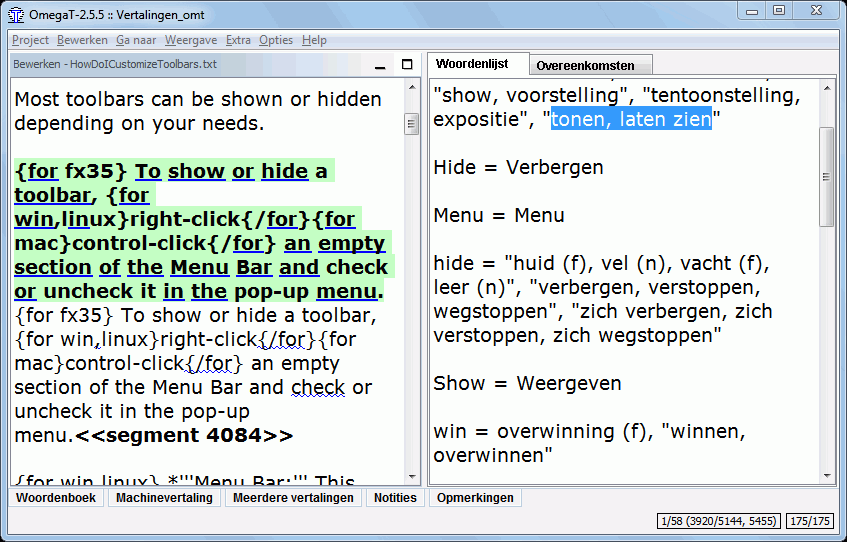 OmegaT-2.5.5 :: Vertalingen_omt
Project Bewerken Ga naar Weergave Extra Opties Help
Bewerken - HowDoICustomizeToolbars.txt
Most toolbars can be shown or hidden
depending on your needs.
{for fx35} To show or hide a
toolbar, {for
win,linux}right-click{/for}{for
mac}control-click{/for} an empty
section of the Menu Bar and check
or uncheck it in the pop-up menu.
{for fx35} To show or hide a toolbar,
{for win,linux}right-click{/for}{for
mac}control-click{/for} an empty
section of the Menu Bar and check or
uncheck it in the pop-up
menu.<<segment 4084>>
{for win,linux} *'''Menu Bar:''' This
Woordenlijst Overeenkomsten
"show, voorstelling", "tentoonstelling,
expositie", "tonen, laten zien"
Hide = Verbergen
Menu = Menu
hide = "huid (f), vel (n), vacht (f),
leer (n)", "verbergen, verstoppen,
wegstoppen", "zich verbergen, zich
verstoppen, zich wegstoppen"
Show = Weergeven
win = overwinning (f), "winnen,
overwinnen"
Woordenboek Machinevertaling Meerdere vertalingen Notities Opmerkingen
1/58 (3920/5144, 5455) 175/175